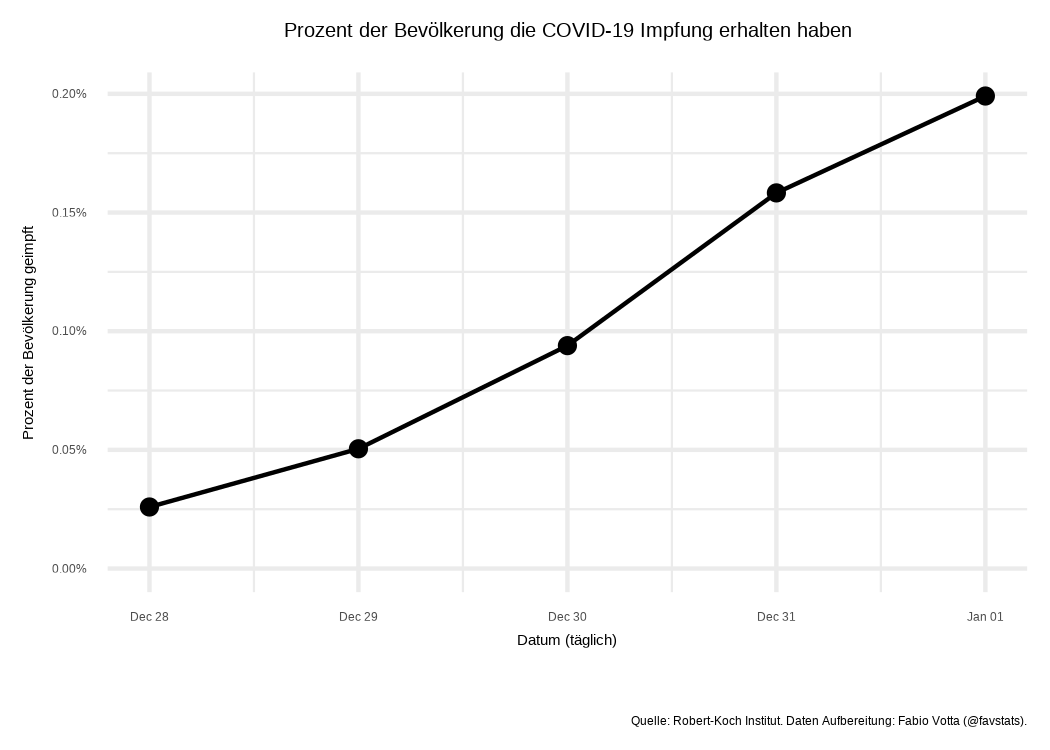 Prozent der Bevölkerung die COVID-19 Impfung erhalten haben
Prozent der Bevölkerung geimpft
0.20%
0.15%
0.10%
0.05%
0.00%
Dec 28
Dec 29
Dec 30
Dec 31
Jan 01
Datum (täglich)
Quelle: Robert-Koch Institut. Daten Aufbereitung: Fabio Votta (@favstats).